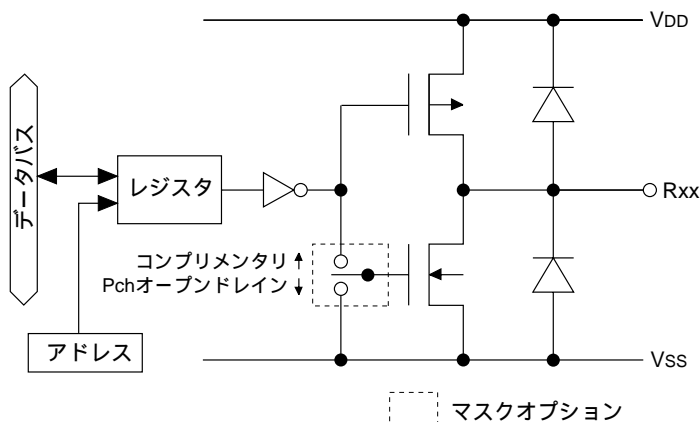 VDD
データバス
レジスタ
Rxx
コンプリメンタリ
Pchオープンドレイン
アドレス
VSS
マスクオプション